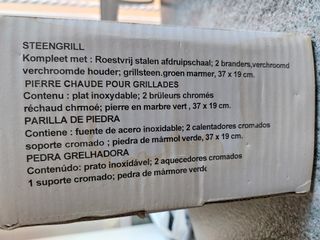 STEENGRILL
Kompleet met : Roestvrij stalen afdruipschaal; 2 branders,verchroomd
verchroomde houder; grillsteen.groen marmer, 37 x 19 cm.
PIFRRE CHAUDE POUR GRILLADES
Contenu : plat inoxydable; 2 brüleurs chromés
réchaud chrmoé; pierre en marbre vert , 37 x 19 cm.
PARILLA DE PIEDRA
Contiene : fuente de acero inoxidable; 2 calentadores cromados
soporte cromado ; piedra de mármol verde, 37 x 19 cm.
PEDRA GRELHADORA
Contenúdo: prato inoxidável; 2 aquecedores cromados
1 suporte cromado; pedra de mármore verde